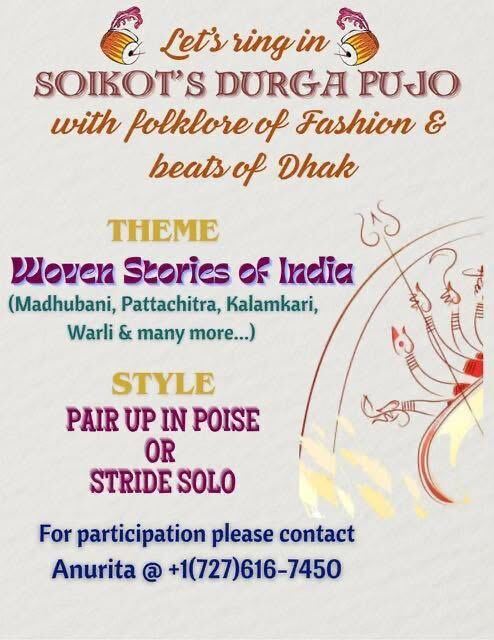 Let's ring in
SOIKOT'S DURGA PUJO
with folklore of Fashion &
beats of Dhak
THEME
Woven Stories of India
(Madhubani, Pattachitra, Kalamkari,
Warli & many more...)
STYLE
PAIR UP IN POISE
OR
STRIDE SOLO
For participation please contact
Anurita @ +1(727)616-7450